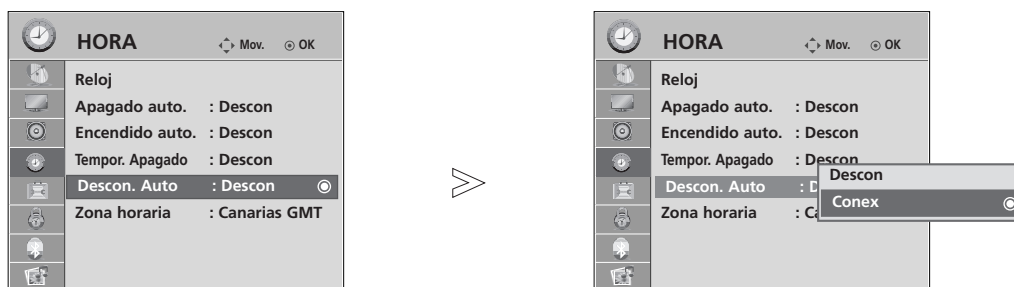 HORA Mov. OK
Reloj
Apagado auto. : Descon
Encendido auto. : Descon
Tempor. Apagado : Descon
Descon. Auto : Descon
Zona horaria : Canarias GMT
HORA Mov. OK
Reloj
Apagado auto. : Descon
Encendido auto. : Descon
Tempor. Apagado : Descon
Descon. Auto : D
Zona horaria : Ca
Descon
Conex